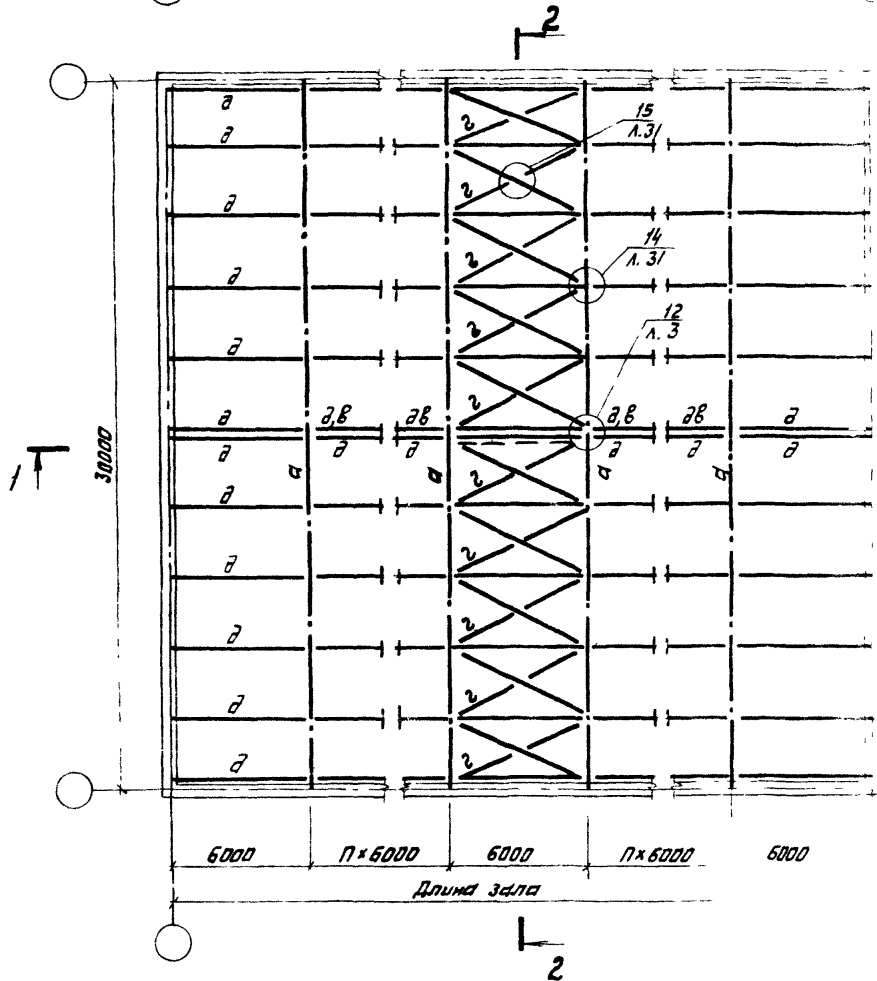 2
15
л.31
14
л.31
12
л.3
г
г
г
г
г
г
г
г
г
г
д
д
д
д
д
д
д,в
дв
д,в
дв
д
д
д
д
д
д
д
а
а
а
а
д
д
д
д
д
1
30000
6000
п×6000
6000
п×6000
6000
Длина зала
2